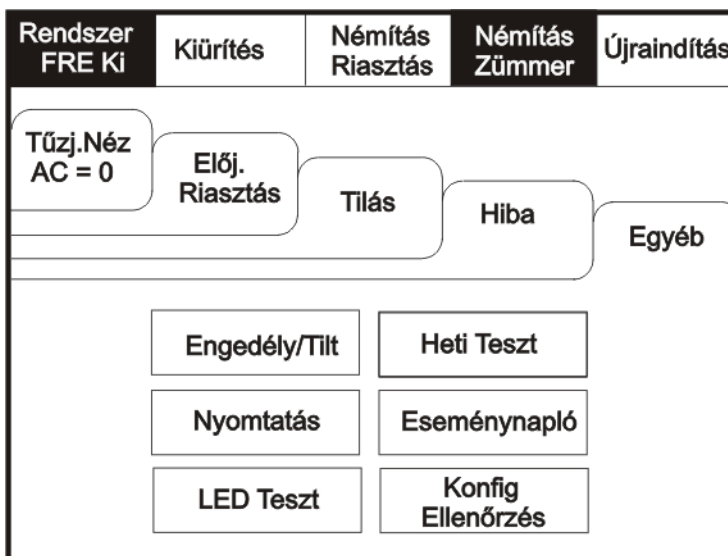 Rendszer
FRE Ki
Kiürítés
Némítás
Riasztás
Némítás
Zümmer
Újraindítás
Tűzj.Néz
AC = 0
Előj.
Riasztás
Tilás
Hiba
Egyéb
Engedély/Tilt
Heti Teszt
Nyomtatás
Eseménynapló
LED Teszt
Konfig
Ellenőrzés